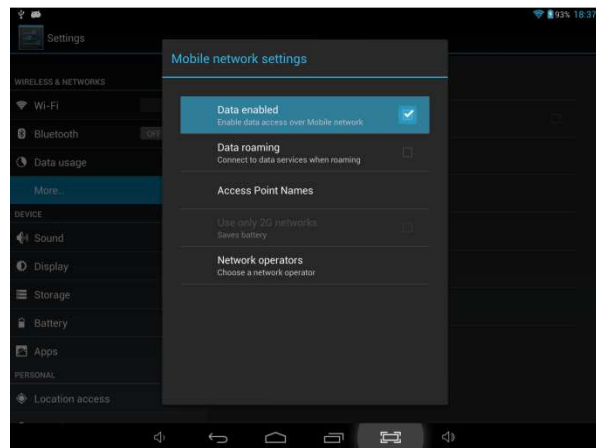 93% 18:37
Settings
Mobile network settings
WIRELESS & NETWORKS
Wi-Fi
Bluetooth
OFF
Data usage
More...
DEVICE
Sound
Display
Storage
Battery
Apps
PERSONAL
Location access
Data enabled
Enable data access over Mobile network
Data roaming
Connect to data services when roaming
Access Point Names
Use only 2G networks
Saves battery
Network operators
Choose a network operator